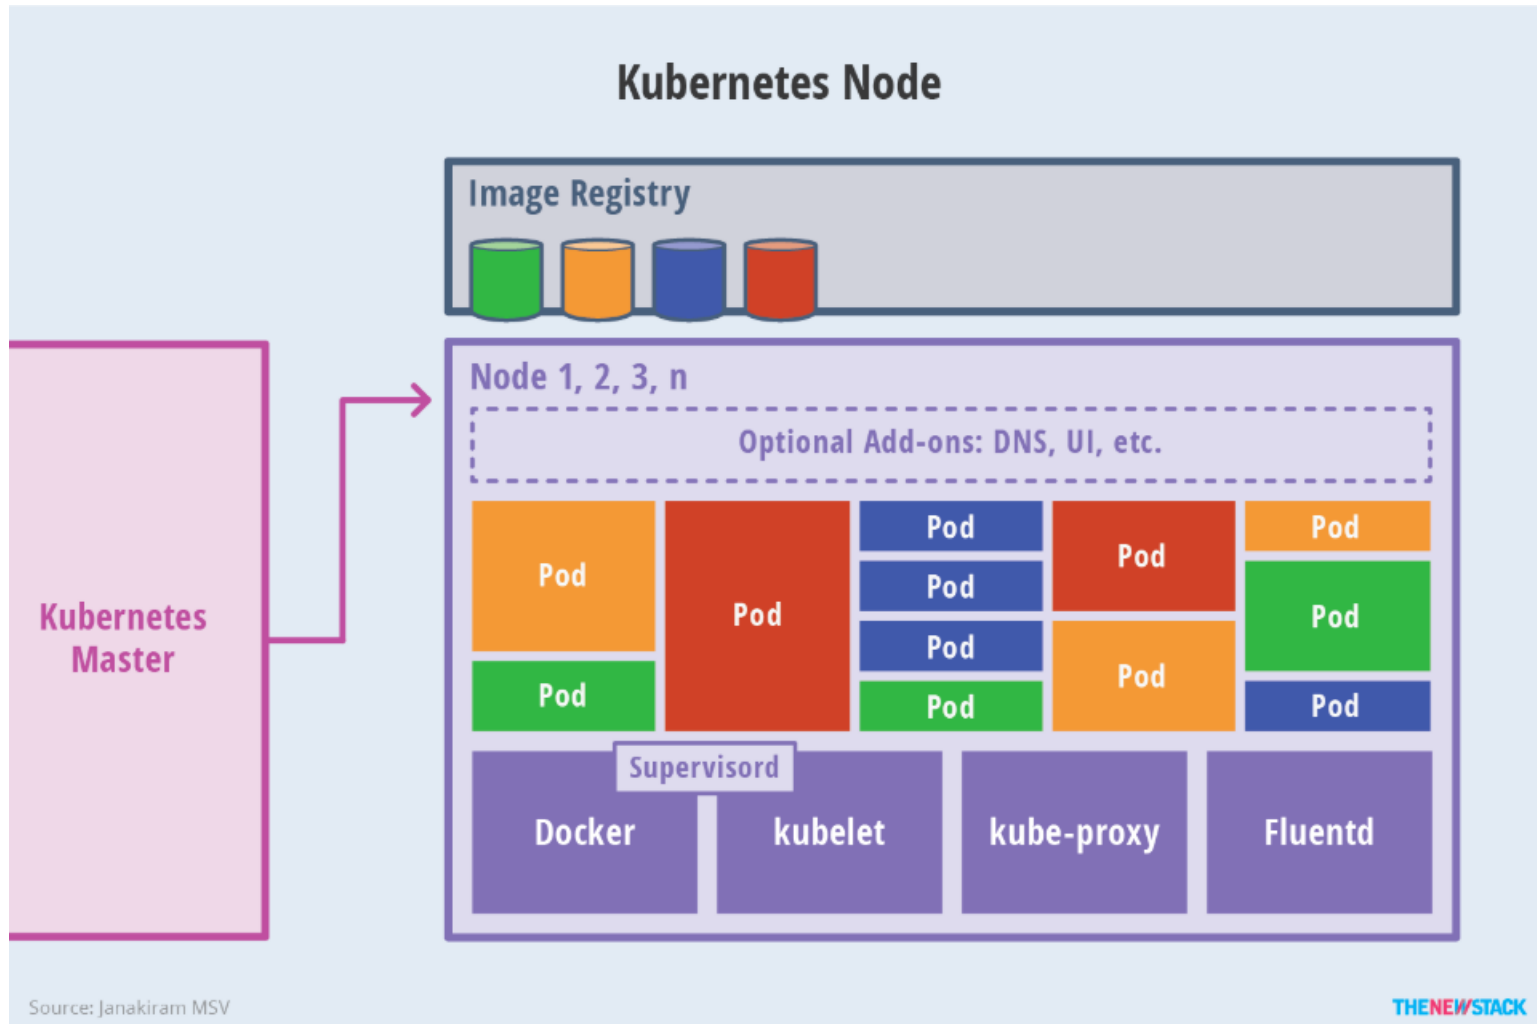 Kubernetes Node
Image Registry
Kubernetes
Master
Node 1, 2, 3, n
Optional Add-ons: DNS, UI, etc.
Pod
Pod
Pod
Pod
Pod
Pod
Pod
Pod
Pod
Pod
Pod
Pod
Supervisord
Docker
kubelet
kube-proxy
Fluentd
Source: Janakiram MSV
THENEWSTACK